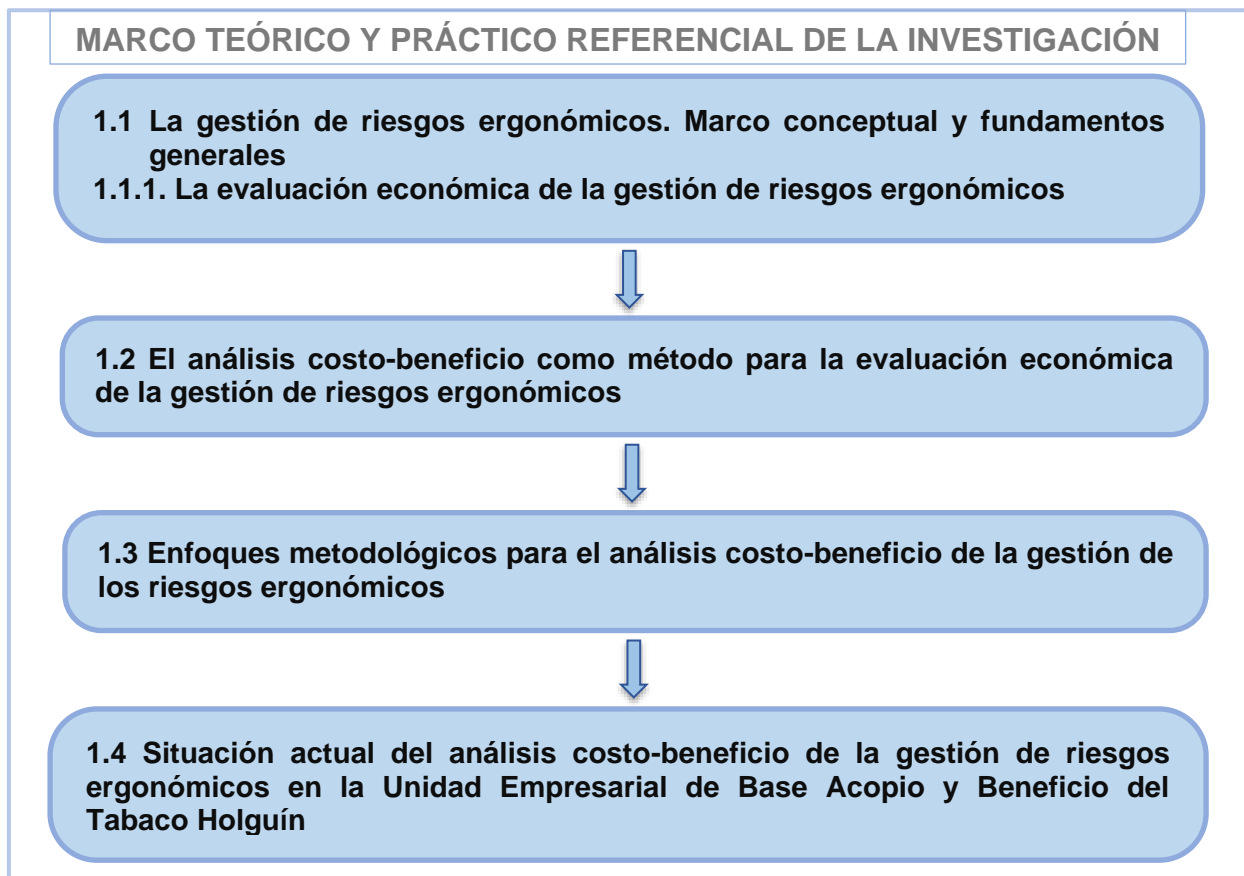 MARCO TEÓRICO Y PRÁCTICO REFERENCIAL DE LA INVESTIGACIÓN
1.1 La gestión de riesgos ergonómicos. Marco conceptual y fundamentos
generales
1.1.1. La evaluación económica de la gestión de riesgos ergonómicos
1.2 El análisis costo-beneficio como método para la evaluación económica
de la gestión de riesgos ergonómicos
1.3 Enfoques metodológicos para el análisis costo-beneficio de la gestión de
los riesgos ergonómicos
1.4 Situación actual del análisis costo-beneficio de la gestión de riesgos
ergonómicos en la Unidad Empresarial de Base Acopio y Beneficio del
Tabaco Holguín